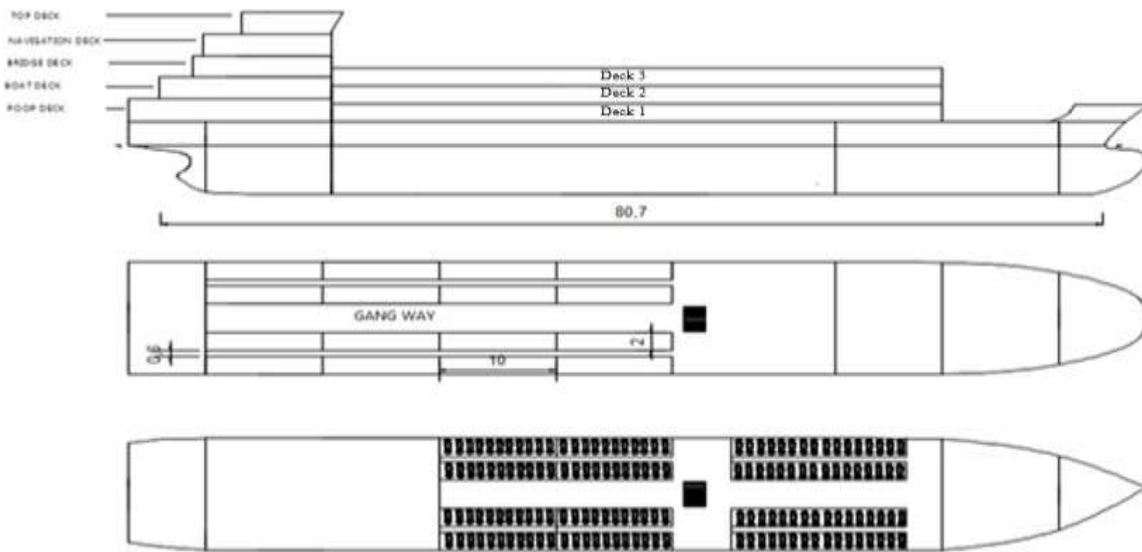 TOP DECK
NAVIGATION DECK
BRIDGE DECK
BOAT DECK
POOP DECK
Deck 3
Deck 2
Deck 1
80,7
GANG WAY
0,6
2
10